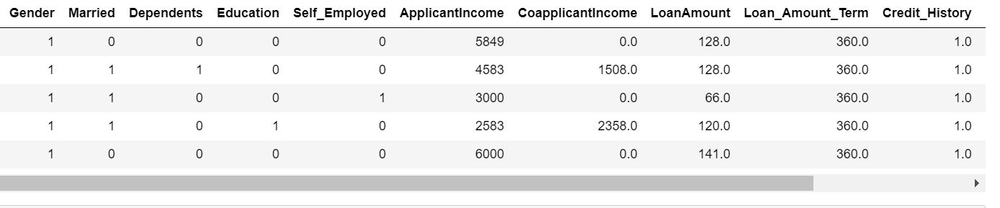 Gender Married Dependents Education Self_Employed ApplicantIncome CoapplicantIncome LoanAmount Loan_Amount_Term Credit_History
1 0 0 0 0 5849 0.0 128.0 360.0 1.0
1 1 1 0 0 4583 1508.0 128.0 360.0 1.0
1 1 0 0 1 3000 0.0 66.0 360.0 1.0
1 1 0 1 0 2583 2358.0 120.0 360.0 1.0
1 0 0 0 0 6000 0.0 141.0 360.0 1.0